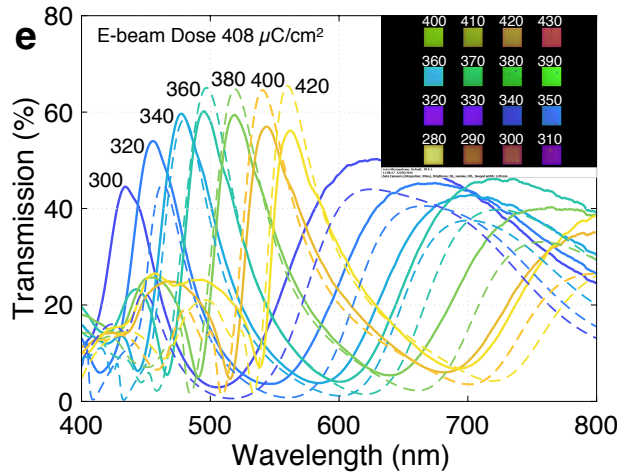 e
E-beam Dose 408 µC/cm²
400 410 420 430
360 370 380 390
320 330 340 350
280 290 300 310
300
320
340
360
380
400
420
Transmission (%)
80
60
40
20
0
400 500 600 700 800
Wavelength (nm)